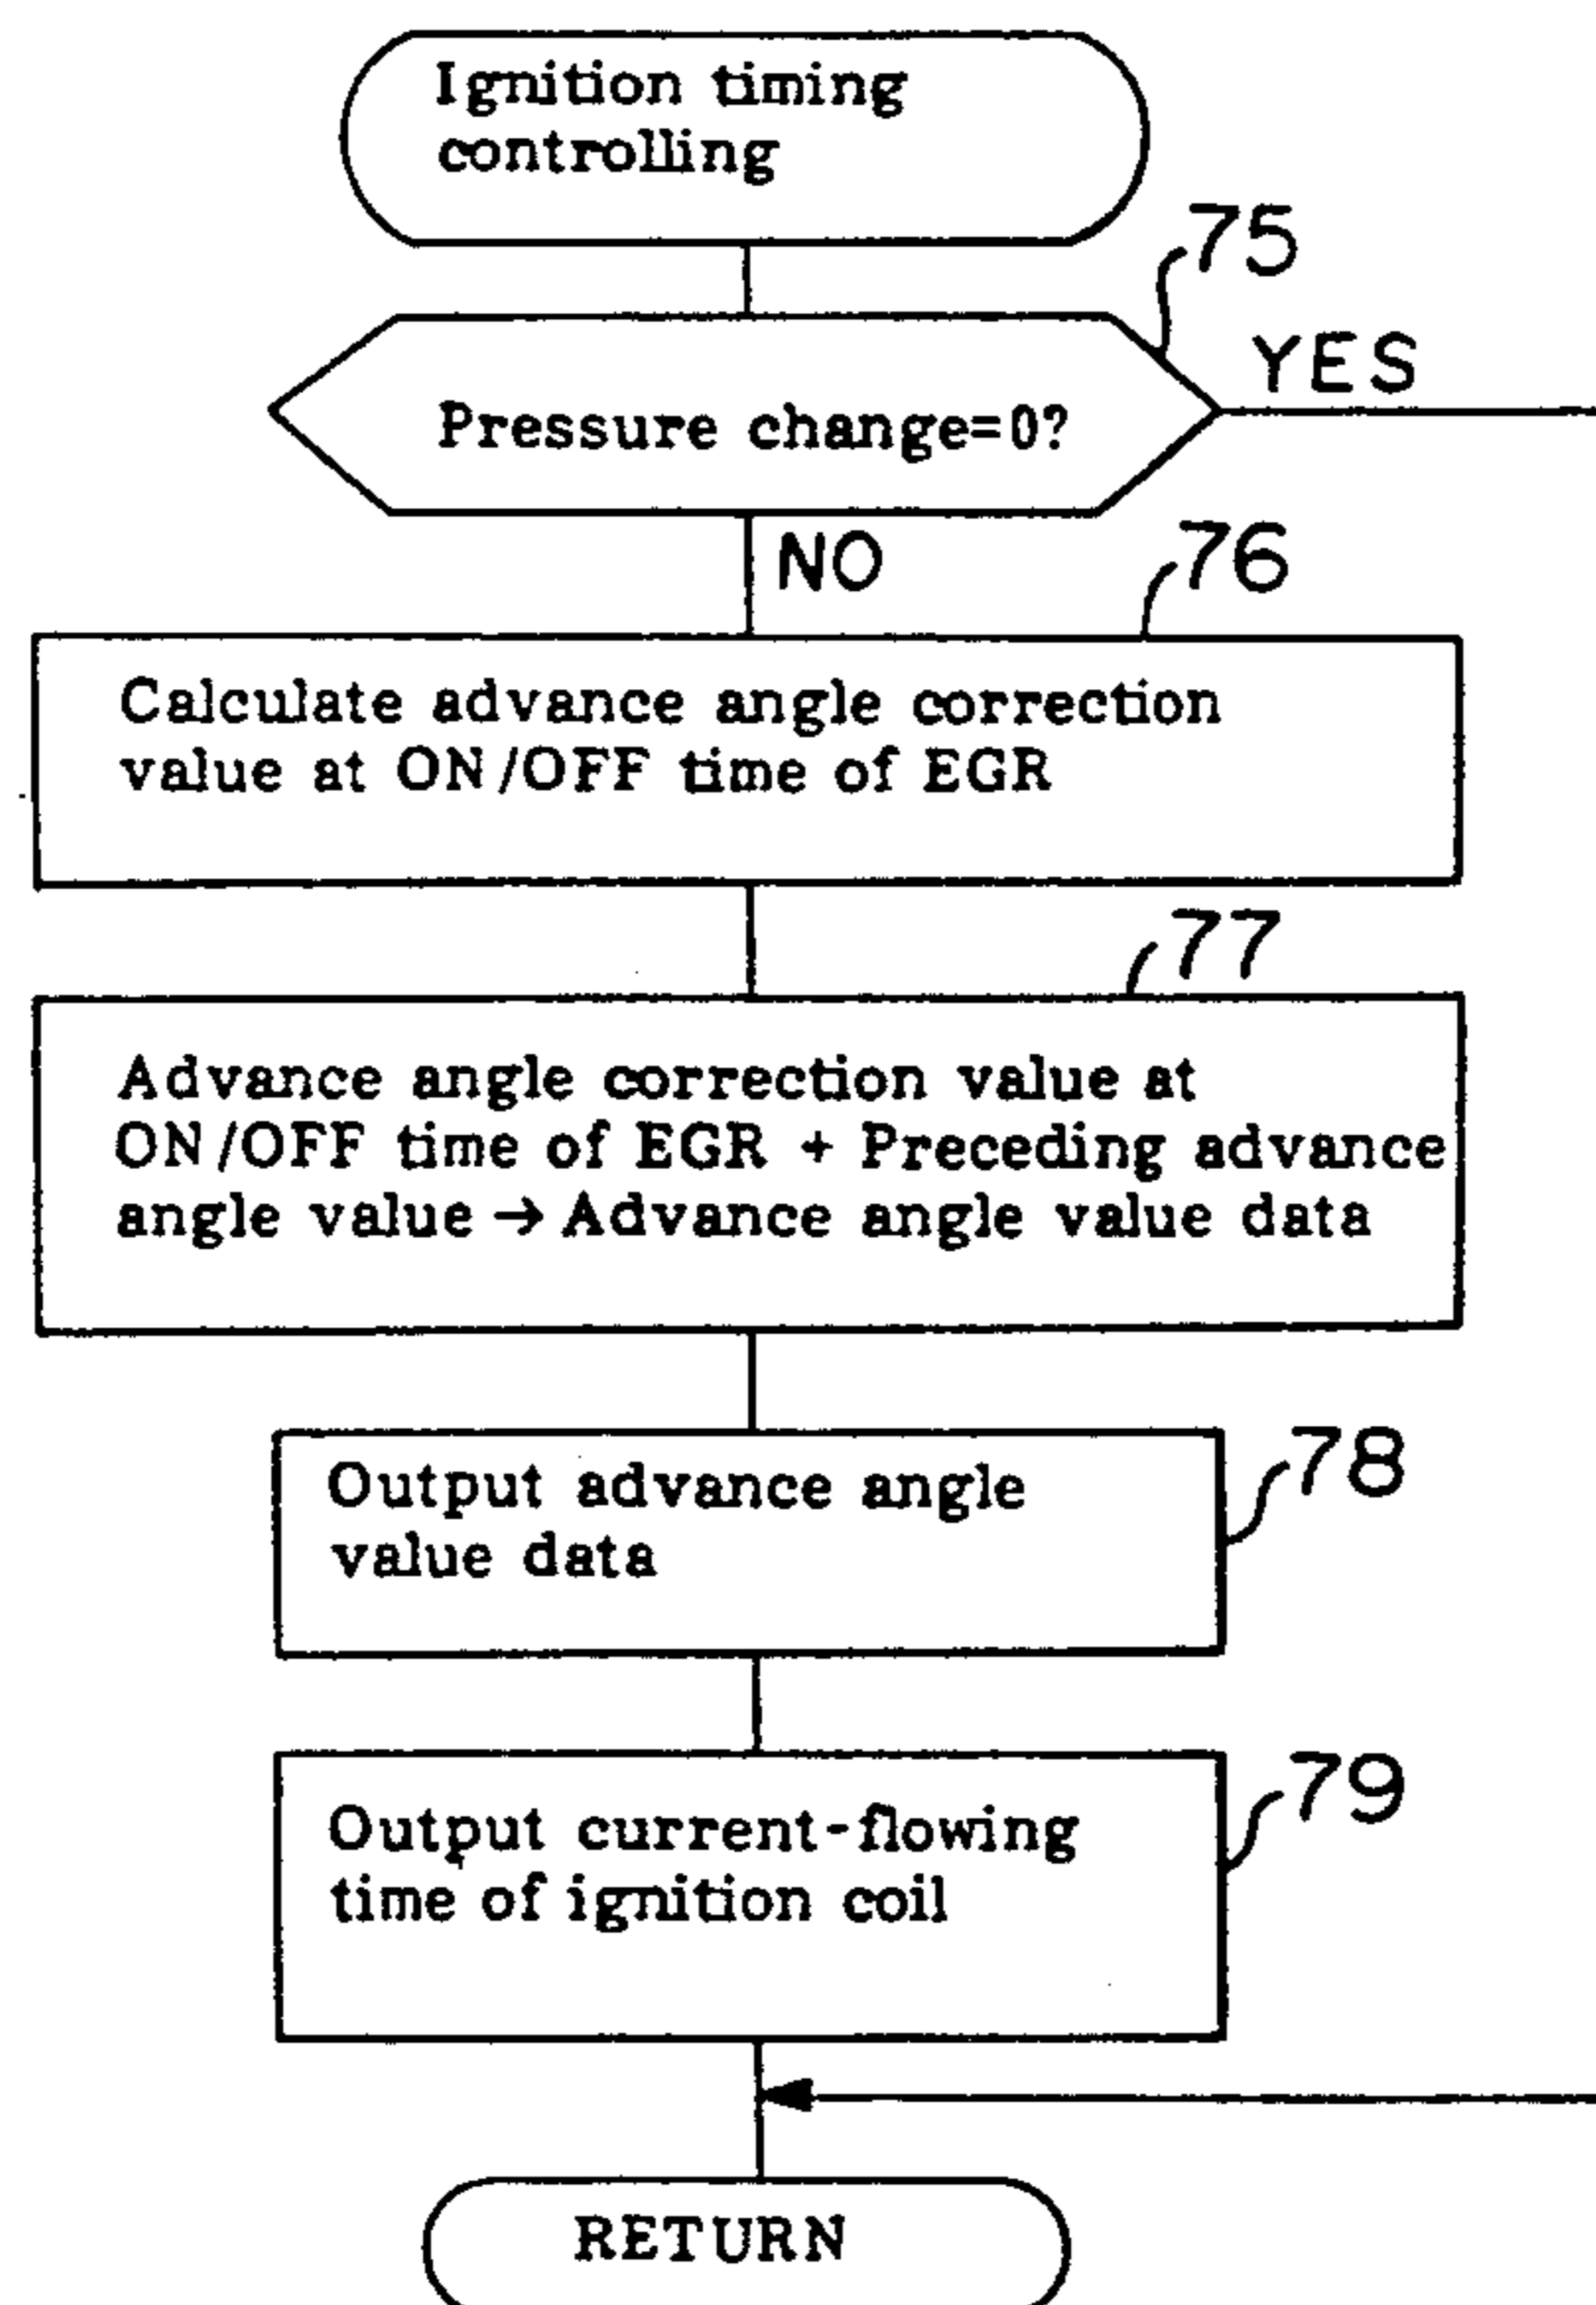 Ignition timing
controlling
75
YES
Pressure change=0?
NO
76
Calculate advance angle correction
value at ON/OFF time of EGR
77
Advance angle correction value at
ON/OFF time of EGR + Preceding advance
angle value → Advance angle value data
78
Output advance angle
value data
79
Output current-flowing
time of ignition coil
RETURN